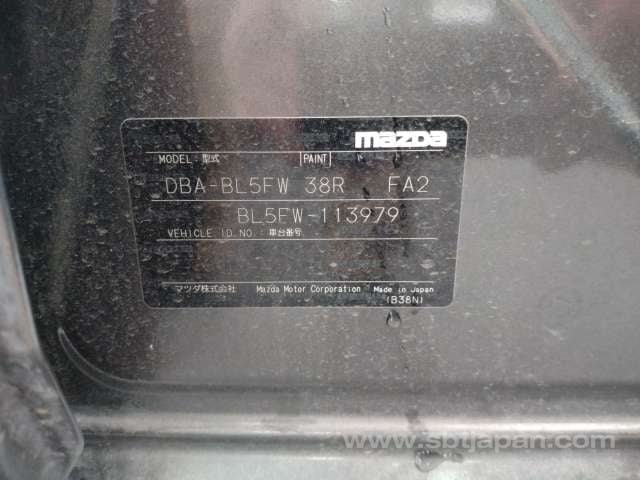 mazda
MODEL: 型式 PAINT
DBA-BL5FW 38R FA2
BL5FW-113979
VEHICLE ID.NO.: 車台番号
マツダ株式会社 Mazda Motor Corporation Made in Japan
(B38N)
www.sbtjapan.com